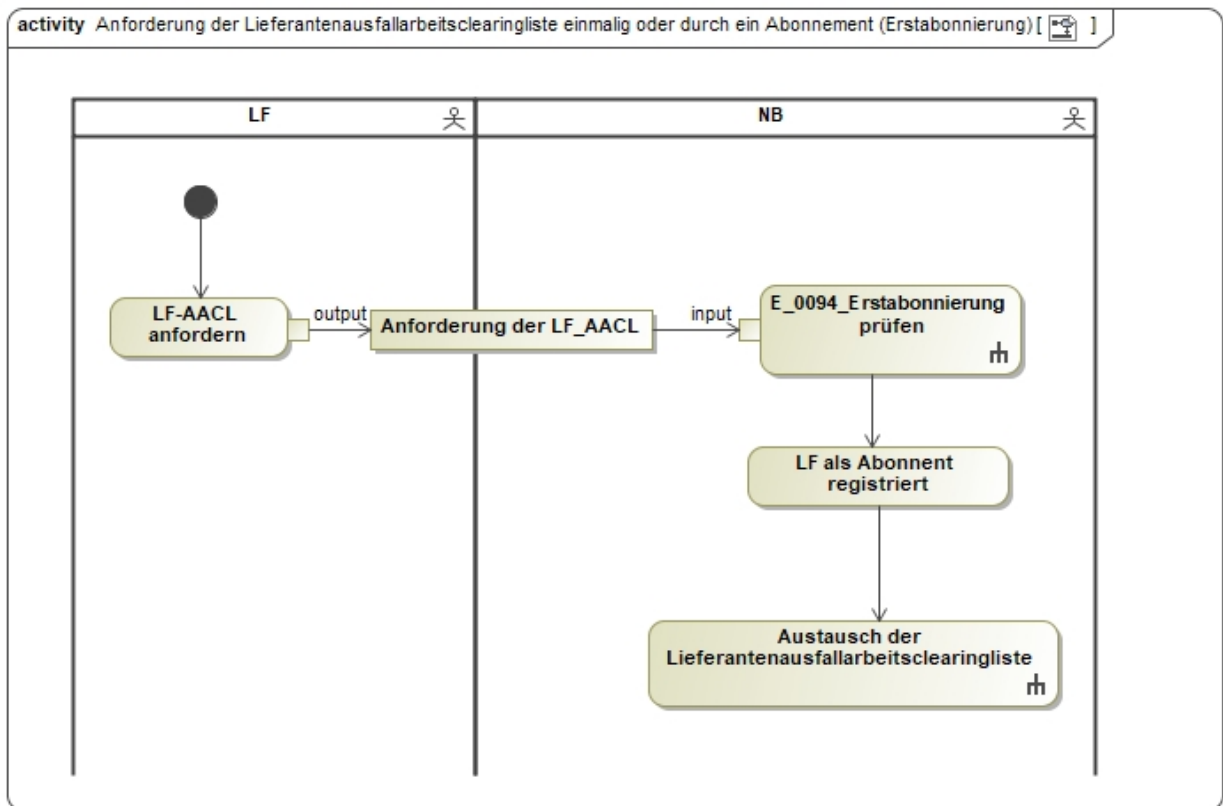 activity Anforderung der Lieferantenausfallarbeitsclearingliste einmalig oder durch ein Abonnement (Erstabonnierung) [ ]
LF
NB
LF-AACL
anfordern
output
Anforderung der LF_AACL
input
E_0094_Erstabonnierung
prüfen
LF als Abonnent
registriert
Austausch der
Lieferantenausfallarbeitsclearingliste